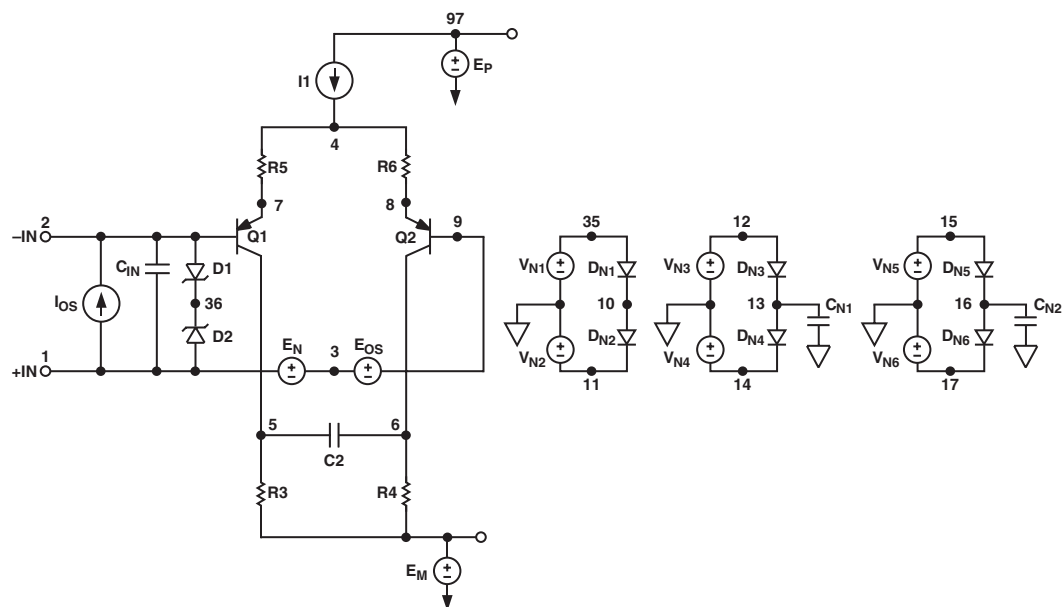 97
I1
EP
4
R5
R6
7
8
9
2
–IN
Q1
Q2
CIN
D1
36
D2
IOS
1
+IN
EN
3
EOS
5
6
C2
R3
R4
EM
35
VN1
DN1
10
VN2
DN2
11
12
VN3
DN3
13
CN1
VN4
DN4
14
15
VN5
DN5
16
CN2
VN6
DN6
17